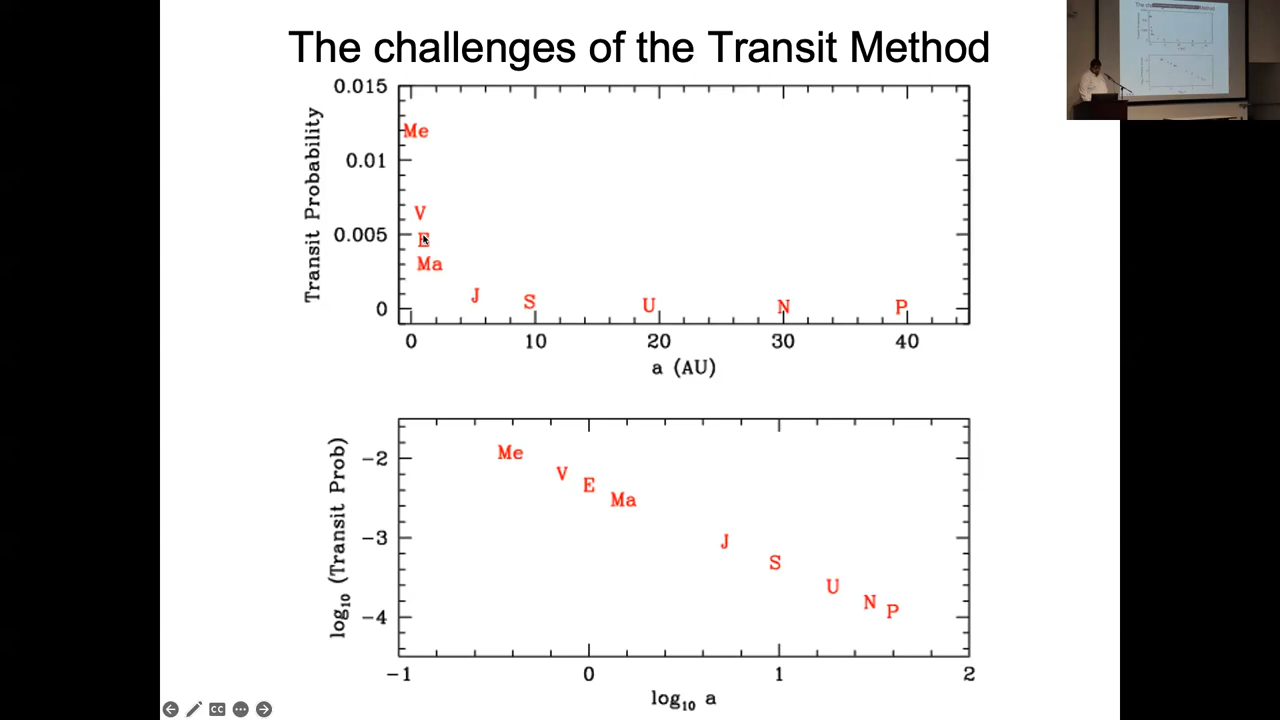 The challenges of the Transit Method
Transit Probability
0.015
0.01
0.005
0
Me
V
E
Ma
J
S
U
N
P
0
10
20
30
40
a (AU)
log₁₀ (Transit Prob)
−2
−3
−4
Me
V
E
Ma
J
S
U
N
P
−1
0
1
2
log₁₀ a
CC